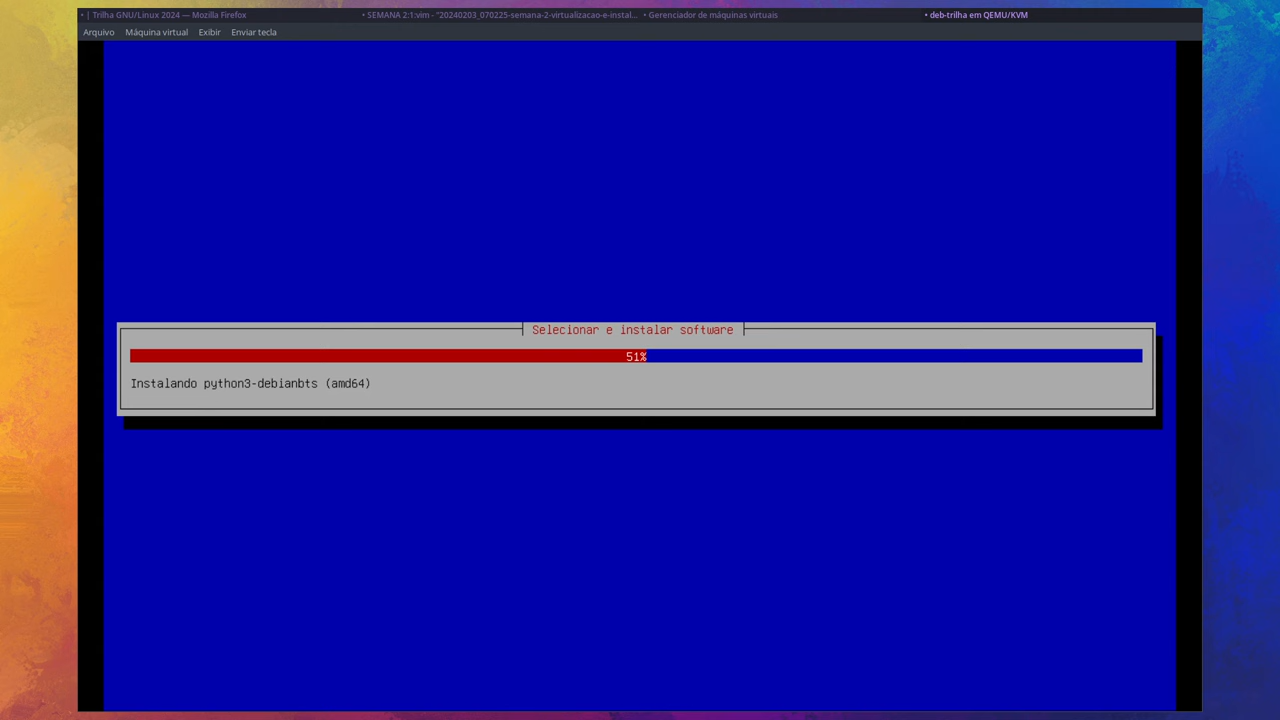 • | Trilha GNU/Linux 2024 — Mozilla Firefox
• SEMANA 2:1:vim - "20240203_070225-semana-2-virtualizacao-e-instal...
• Gerenciador de máquinas virtuais
• deb-trilha em QEMU/KVM
Arquivo Máquina virtual Exibir Enviar tecla
Selecionar e instalar software
51%
Instalando python3-debianbts (amd64)